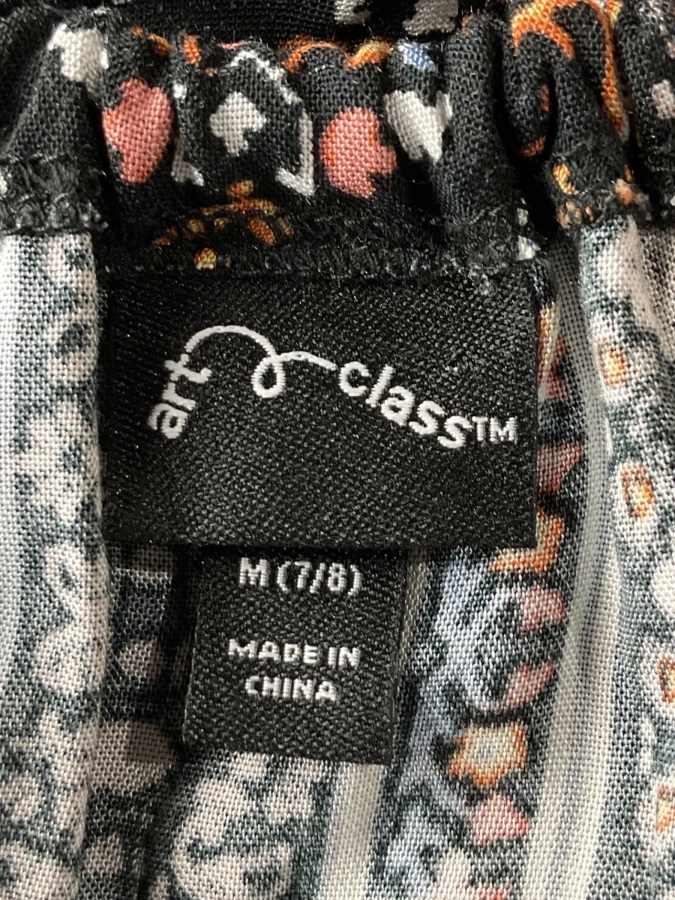 art class™
M (7/8)
MADE IN
CHINA